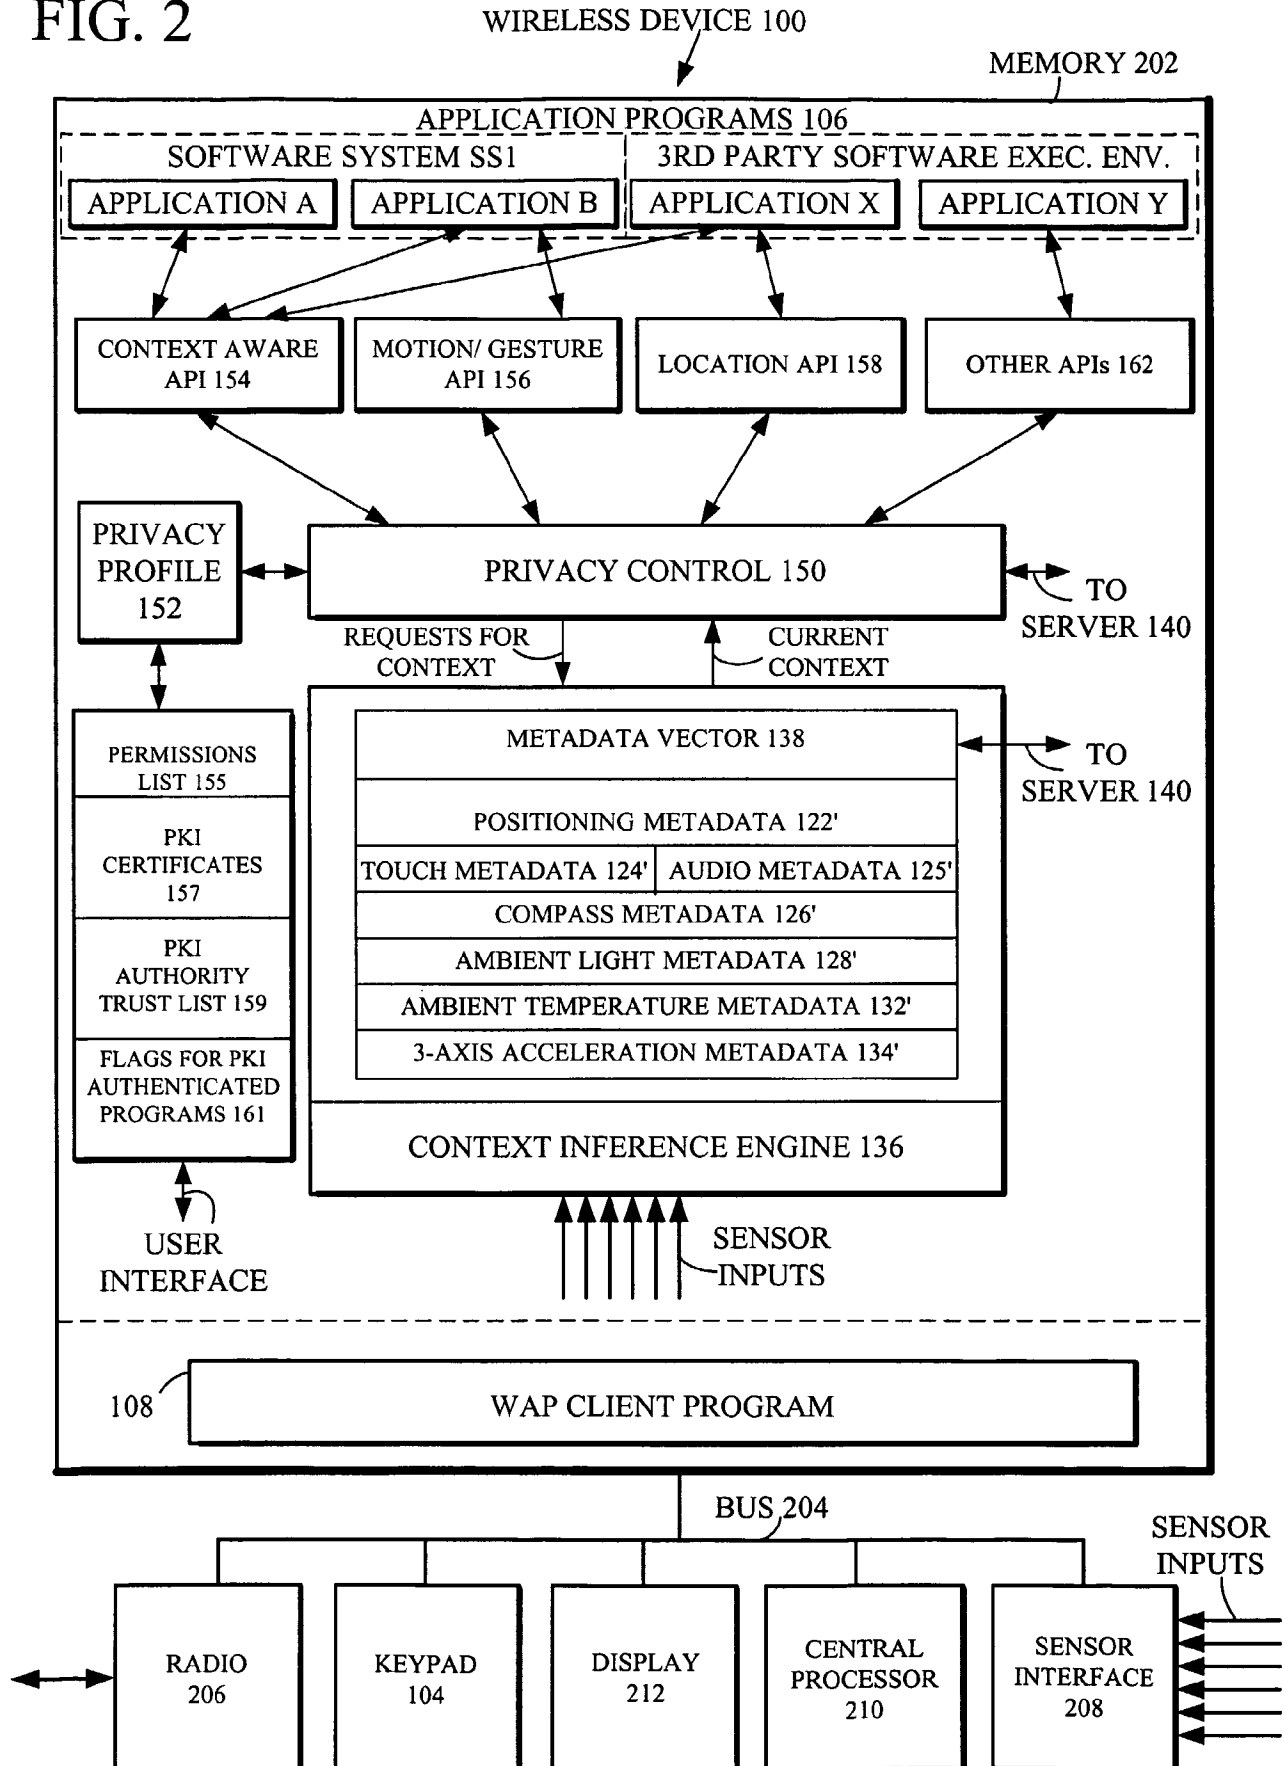 FIG. 2
WIRELESS DEVICE 100
MEMORY 202
APPLICATION PROGRAMS 106
SOFTWARE SYSTEM SS1
3RD PARTY SOFTWARE EXEC. ENV.
APPLICATION A
APPLICATION B
APPLICATION X
APPLICATION Y
CONTEXT AWARE
API 154
MOTION/ GESTURE
API 156
LOCATION API 158
OTHER APIs 162
PRIVACY
PROFILE
152
PRIVACY CONTROL 150
TO
SERVER 140
REQUESTS FOR
CONTEXT
CURRENT
CONTEXT
PERMISSIONS
LIST 155
PKI
CERTIFICATES
157
PKI
AUTHORITY
TRUST LIST 159
FLAGS FOR PKI
AUTHENTICATED
PROGRAMS 161
METADATA VECTOR 138
TO
SERVER 140
POSITIONING METADATA 122'
TOUCH METADATA 124'
AUDIO METADATA 125'
COMPASS METADATA 126'
AMBIENT LIGHT METADATA 128'
AMBIENT TEMPERATURE METADATA 132'
3-AXIS ACCELERATION METADATA 134'
CONTEXT INFERENCE ENGINE 136
USER
INTERFACE
SENSOR
INPUTS
108
WAP CLIENT PROGRAM
BUS 204
SENSOR
INPUTS
RADIO
206
KEYPAD
104
DISPLAY
212
CENTRAL
PROCESSOR
210
SENSOR
INTERFACE
208